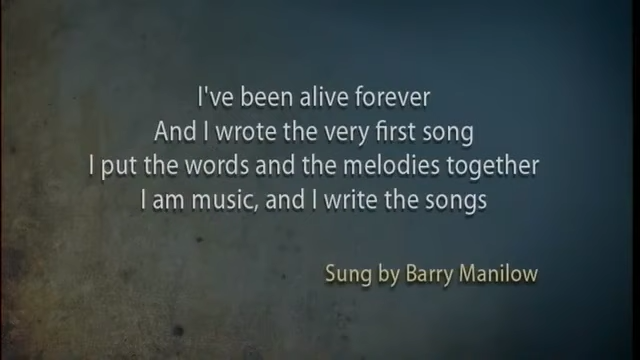 I've been alive forever
And I wrote the very first song
I put the words and the melodies together
I am music, and I write the songs
Sung by Barry Manilow